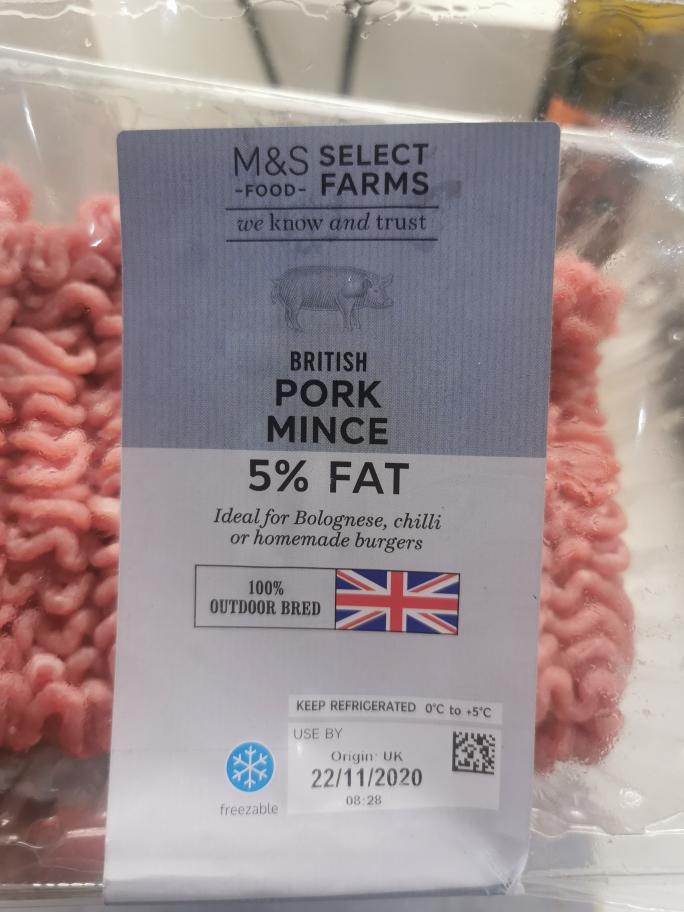 M&S SELECT
-FOOD- FARMS
we know and trust
BRITISH
PORK
MINCE
5% FAT
Ideal for Bolognese, chilli
or homemade burgers
100%
OUTDOOR BRED
KEEP REFRIGERATED 0°C to +5°C
USE BY
Origin: UK
22/11/2020
08:28
freezable